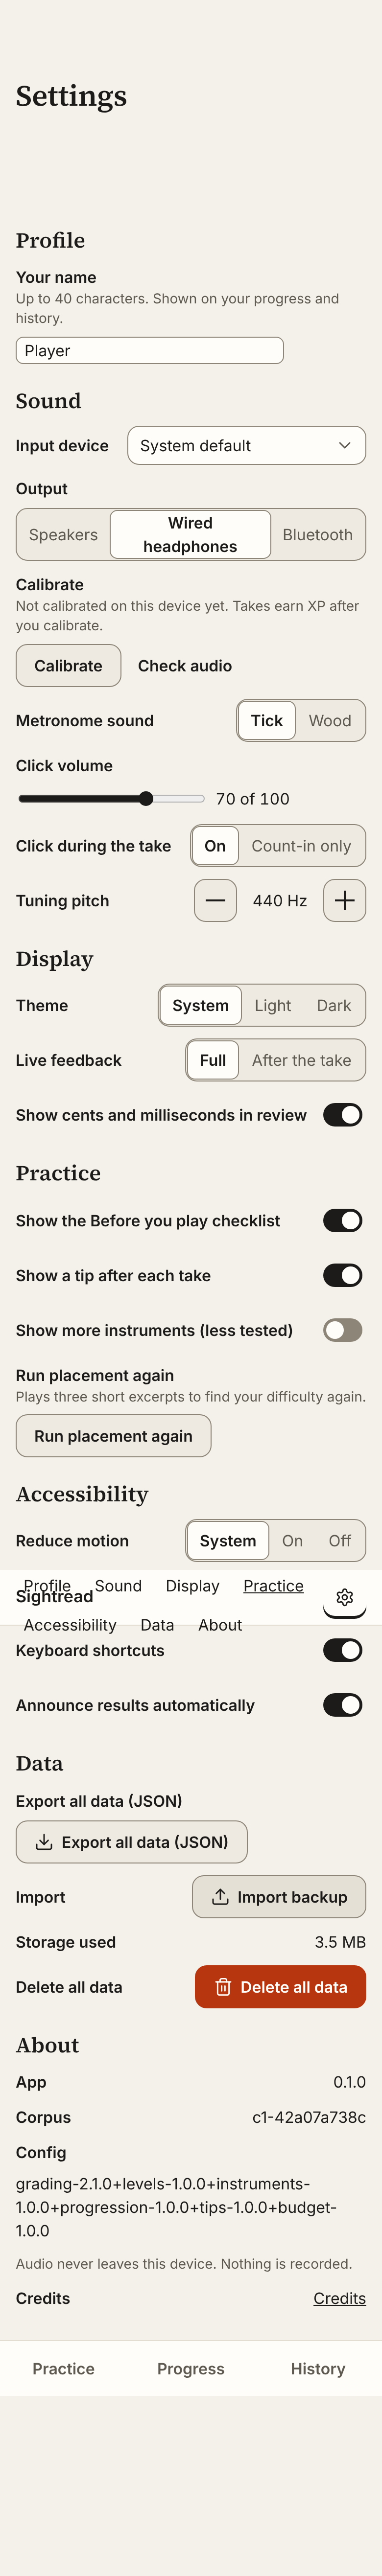 Settings
Profile
Your name
Up to 40 characters. Shown on your progress and
history.
Player
Sound
Input device
System default
Output
Speakers
Wired
headphones
Bluetooth
Calibrate
Not calibrated on this device yet. Takes earn XP after
you calibrate.
Calibrate
Check audio
Metronome sound
Tick
Wood
Click volume
70 of 100
Click during the take
On
Count-in only
Tuning pitch
440 Hz
Display
Theme
System
Light
Dark
Live feedback
Full
After the take
Show cents and milliseconds in review
Practice
Show the Before you play checklist
Show a tip after each take
Show more instruments (less tested)
Run placement again
Plays three short excerpts to find your difficulty again.
Run placement again
Accessibility
Reduce motion
System
On
Off
Profile
Sound
Display
Practice
Sightread
Accessibility
Data
About
Keyboard shortcuts
Announce results automatically
Data
Export all data (JSON)
Export all data (JSON)
Import
Import backup
Storage used
3.5 MB
Delete all data
Delete all data
About
App
0.1.0
Corpus
c1-42a07a738c
Config
grading-2.1.0+levels-1.0.0+instruments-
1.0.0+progression-1.0.0+tips-1.0.0+budget-
1.0.0
Audio never leaves this device. Nothing is recorded.
Credits
Credits
Practice
Progress
History